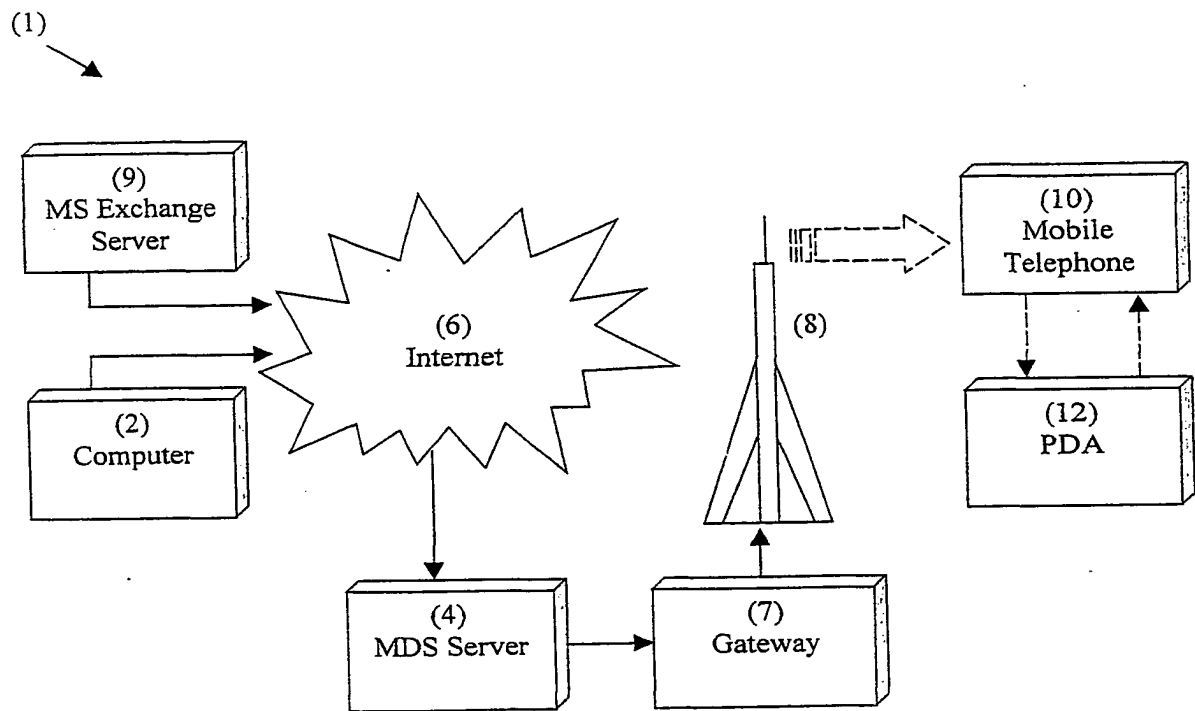 (1)
(9)
MS Exchange
Server
(10)
Mobile
Telephone
(6)
Internet
(8)
(2)
Computer
(12)
PDA
(4)
MDS Server
(7)
Gateway